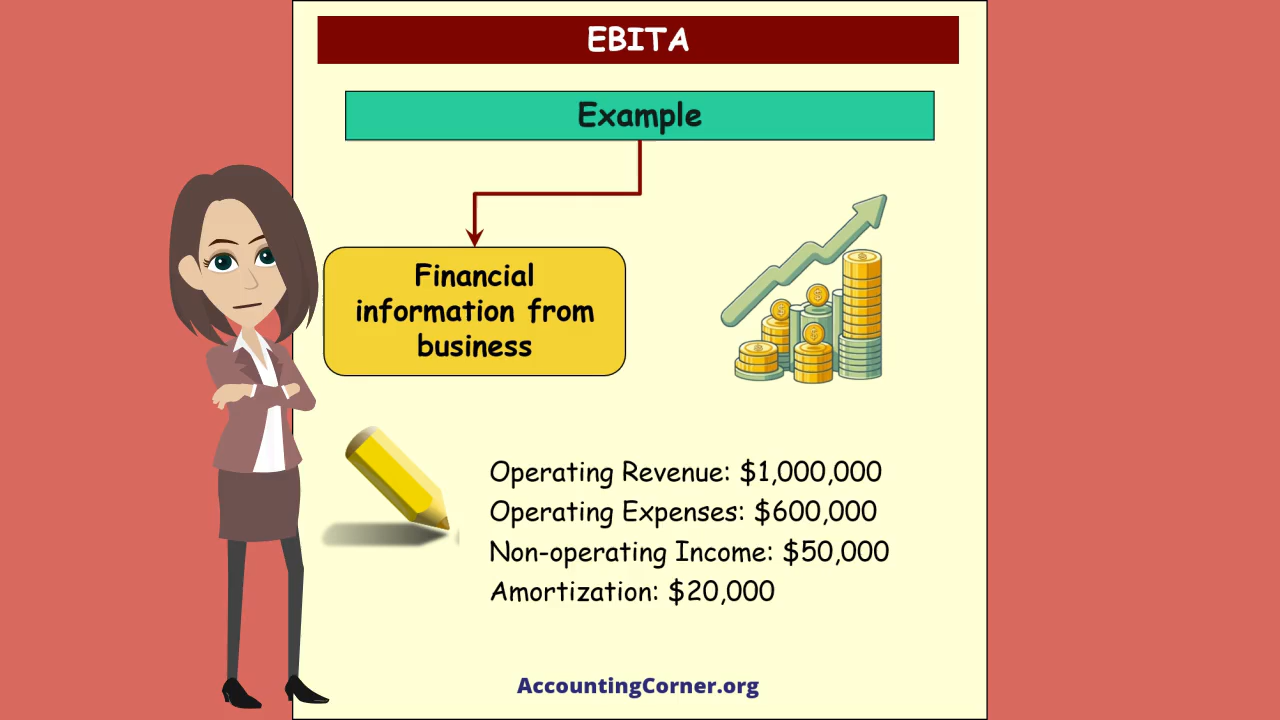 EBITA
Example
Financial
information from
business
Operating Revenue: $1,000,000
Operating Expenses: $600,000
Non-operating Income: $50,000
Amortization: $20,000
AccountingCorner.org